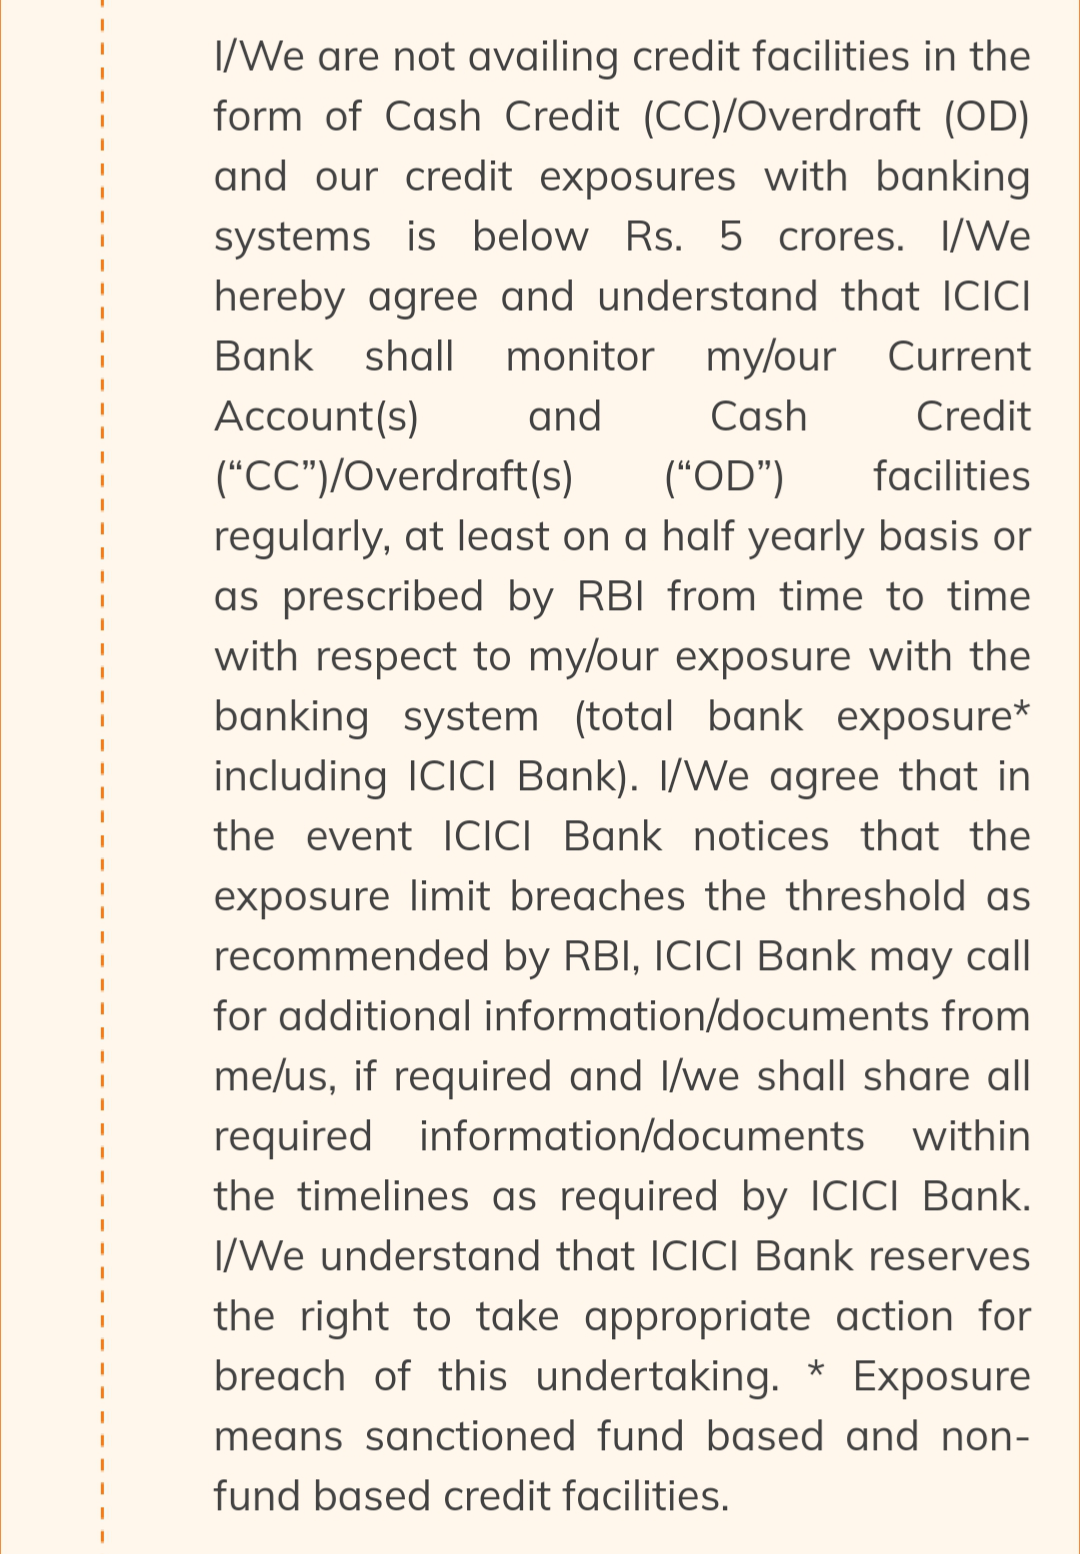 I/We are not availing credit facilities in the
form of Cash Credit (CC)/Overdraft (OD)
and our credit exposures with banking
systems is below Rs. 5 crores. I/We
hereby agree and understand that ICICI
Bank shall monitor my/our Current
Account(s) and Cash Credit
(“CC”)/Overdraft(s) (“OD”) facilities
regularly, at least on a half yearly basis or
as prescribed by RBI from time to time
with respect to my/our exposure with the
banking system (total bank exposure*
including ICICI Bank). I/We agree that in
the event ICICI Bank notices that the
exposure limit breaches the threshold as
recommended by RBI, ICICI Bank may call
for additional information/documents from
me/us, if required and I/we shall share all
required information/documents within
the timelines as required by ICICI Bank.
I/We understand that ICICI Bank reserves
the right to take appropriate action for
breach of this undertaking. * Exposure
means sanctioned fund based and non-
fund based credit facilities.